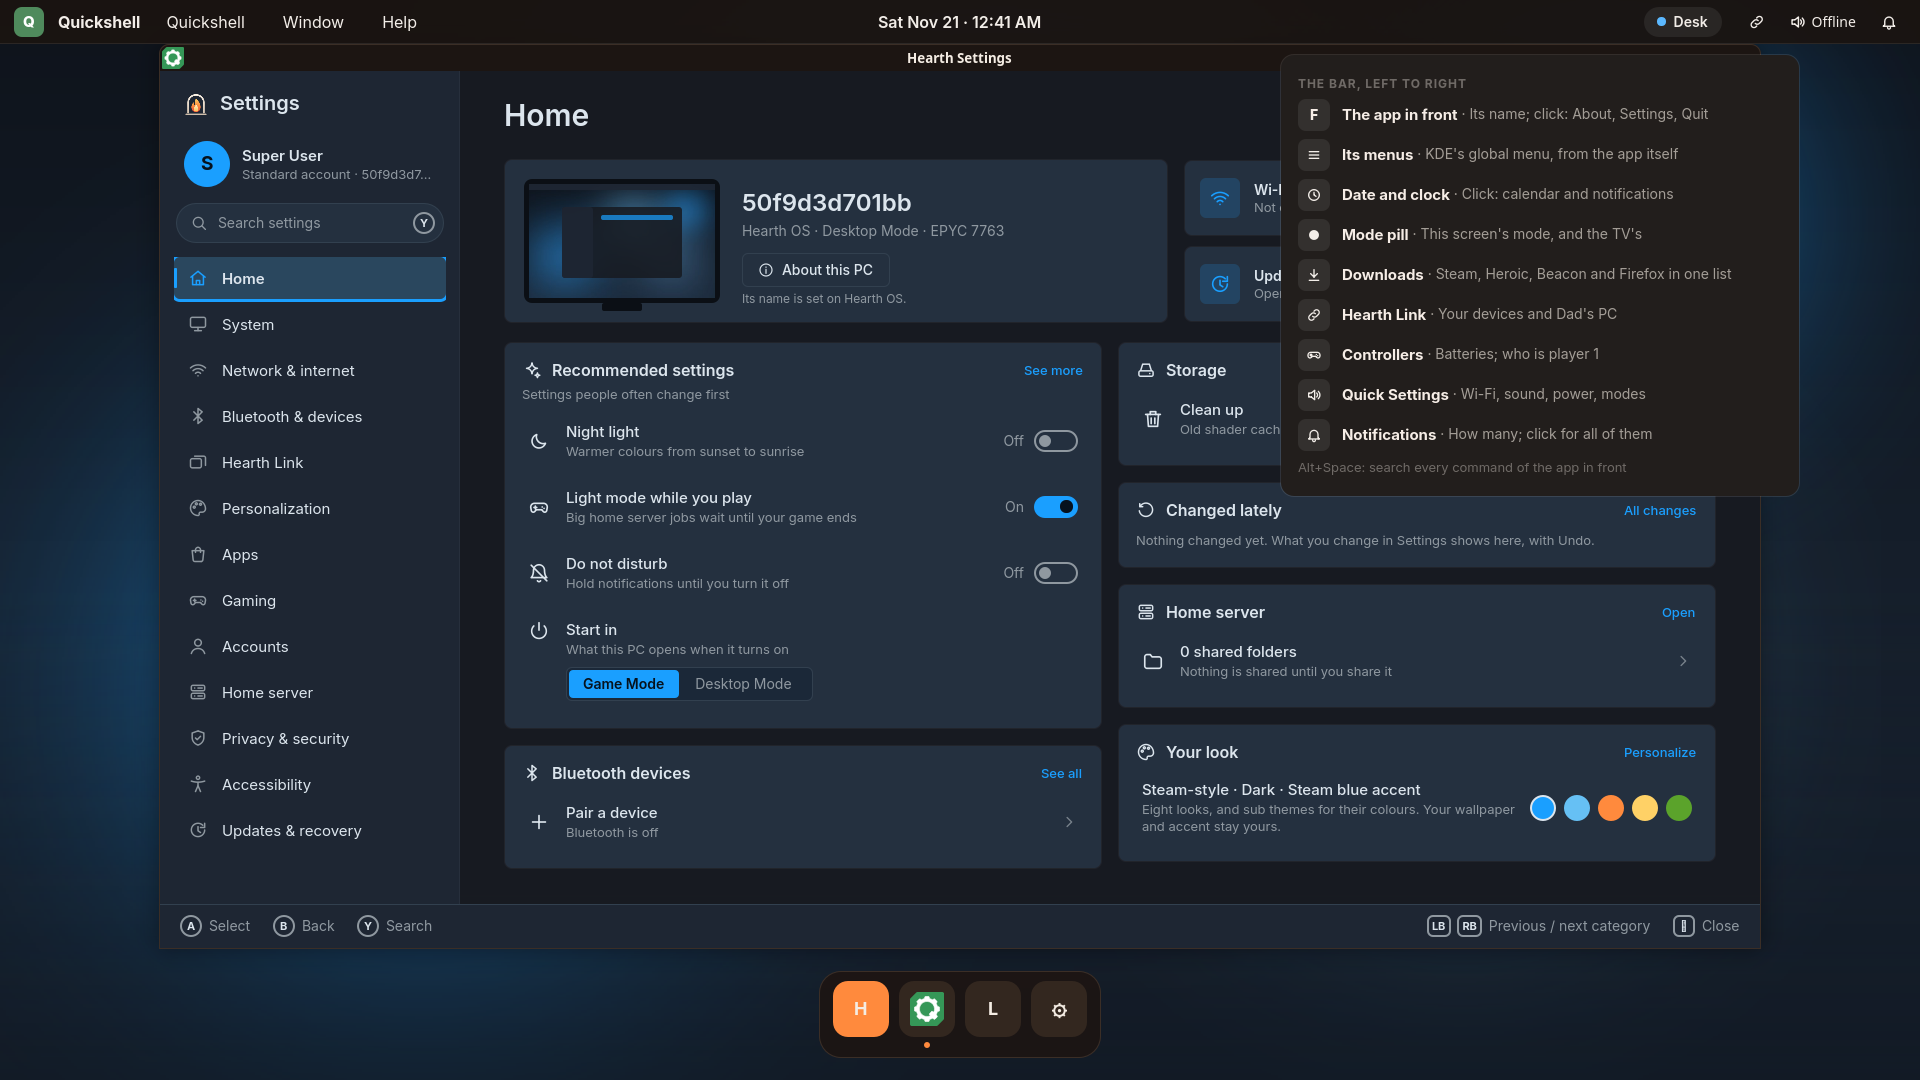 Q Quickshell Quickshell Window Help Sat Nov 21 · 12:41 AM Desk Offline
Hearth Settings
Settings
S Super User
Standard account · 50f9d3d7...
Search settings Y
Home
System
Network & internet
Bluetooth & devices
Hearth Link
Personalization
Apps
Gaming
Accounts
Home server
Privacy & security
Accessibility
Updates & recovery
Home
50f9d3d701bb
Hearth OS · Desktop Mode · EPYC 7763
About this PC
Its name is set on Hearth OS.
Recommended settings See more
Settings people often change first
Night light
Warmer colours from sunset to sunrise
Off
Light mode while you play
Big home server jobs wait until your game ends
On
Do not disturb
Hold notifications until you turn it off
Off
Start in
What this PC opens when it turns on
Game Mode Desktop Mode
Bluetooth devices See all
Pair a device
Bluetooth is off
Storage
Clean up
Old shader cach
Changed lately All changes
Nothing changed yet. What you change in Settings shows here, with Undo.
Home server Open
0 shared folders
Nothing is shared until you share it
Your look Personalize
Steam-style · Dark · Steam blue accent
Eight looks, and sub themes for their colours. Your wallpaper
and accent stay yours.
THE BAR, LEFT TO RIGHT
F The app in front · Its name; click: About, Settings, Quit
Its menus · KDE's global menu, from the app itself
Date and clock · Click: calendar and notifications
Mode pill · This screen's mode, and the TV's
Downloads · Steam, Heroic, Beacon and Firefox in one list
Hearth Link · Your devices and Dad's PC
Controllers · Batteries; who is player 1
Quick Settings · Wi-Fi, sound, power, modes
Notifications · How many; click for all of them
Alt+Space: search every command of the app in front
A Select B Back Y Search LB RB Previous / next category Close
H L